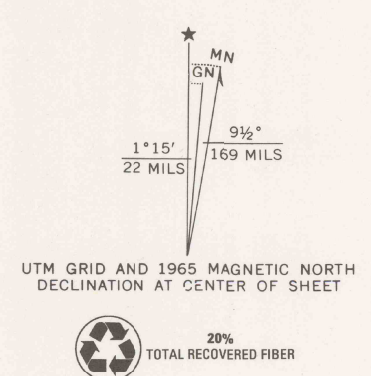 ★
MN
GN
1°15′
22 MILS
9½°
169 MILS
UTM GRID AND 1965 MAGNETIC NORTH
DECLINATION AT CENTER OF SHEET
20%
TOTAL RECOVERED FIBER